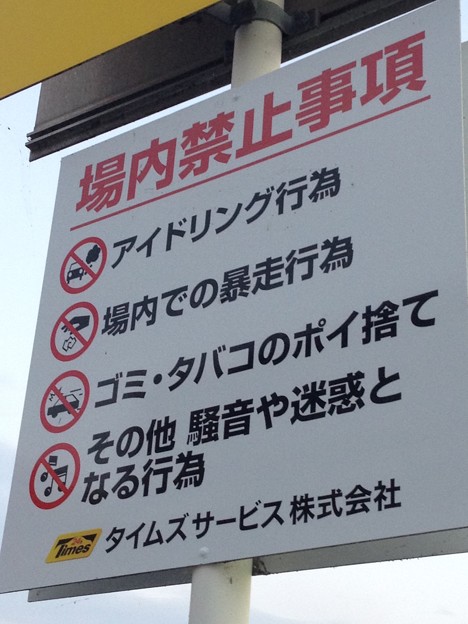 場内禁止事項
アイドリング行為
場内での暴走行為
ゴミ・タバコのポイ捨て
その他 騒音や迷惑と
なる行為
24h
Times
タイムズサービス株式会社